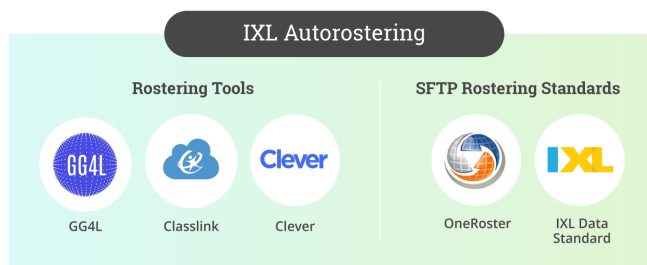 IXL Autorostering
Rostering Tools
SFTP Rostering Standards
GG4L
Clever
IXL
GG4L
Classlink
Clever
OneRoster
IXL Data
Standard